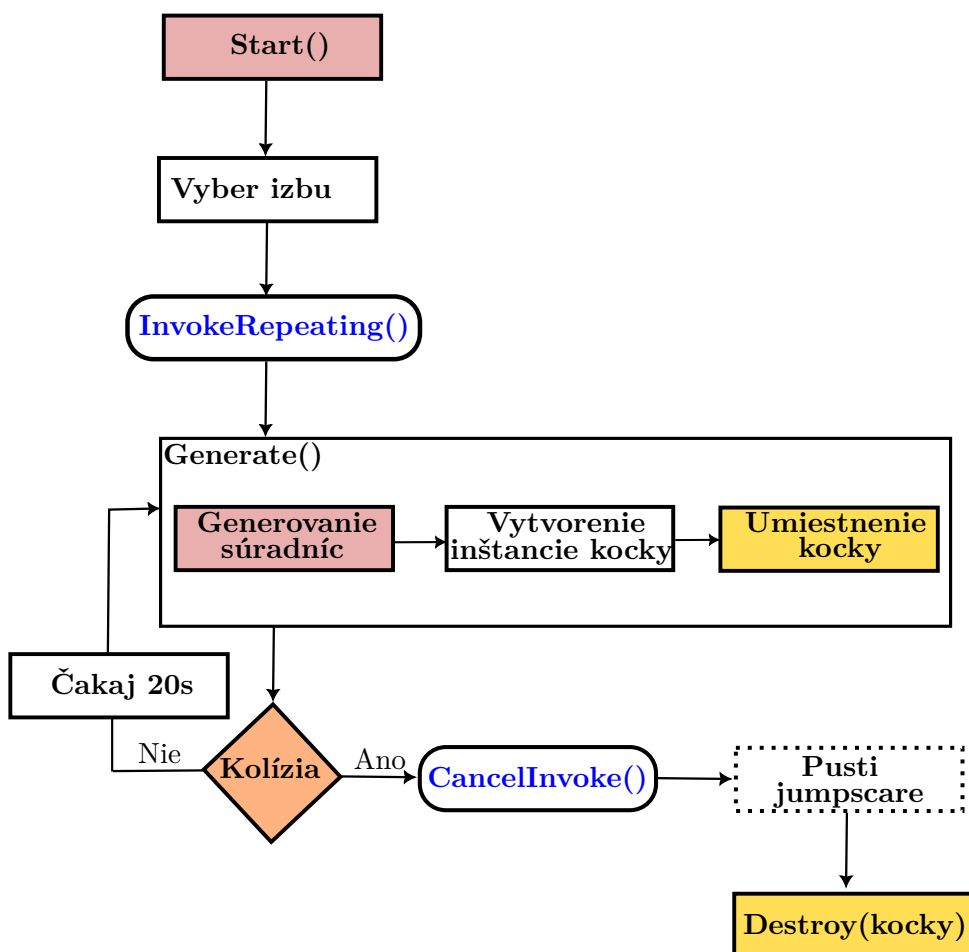 Start()
Vyber izbu
InvokeRepeating()
Generate()
Generovanie
súradníc
Vytvorenie
inštancie kocky
Umiestnenie
kocky
Čakaj 20s
Nie
Kolízia
Ano
CancelInvoke()
Pusti
jumpscare
Destroy(kocky)